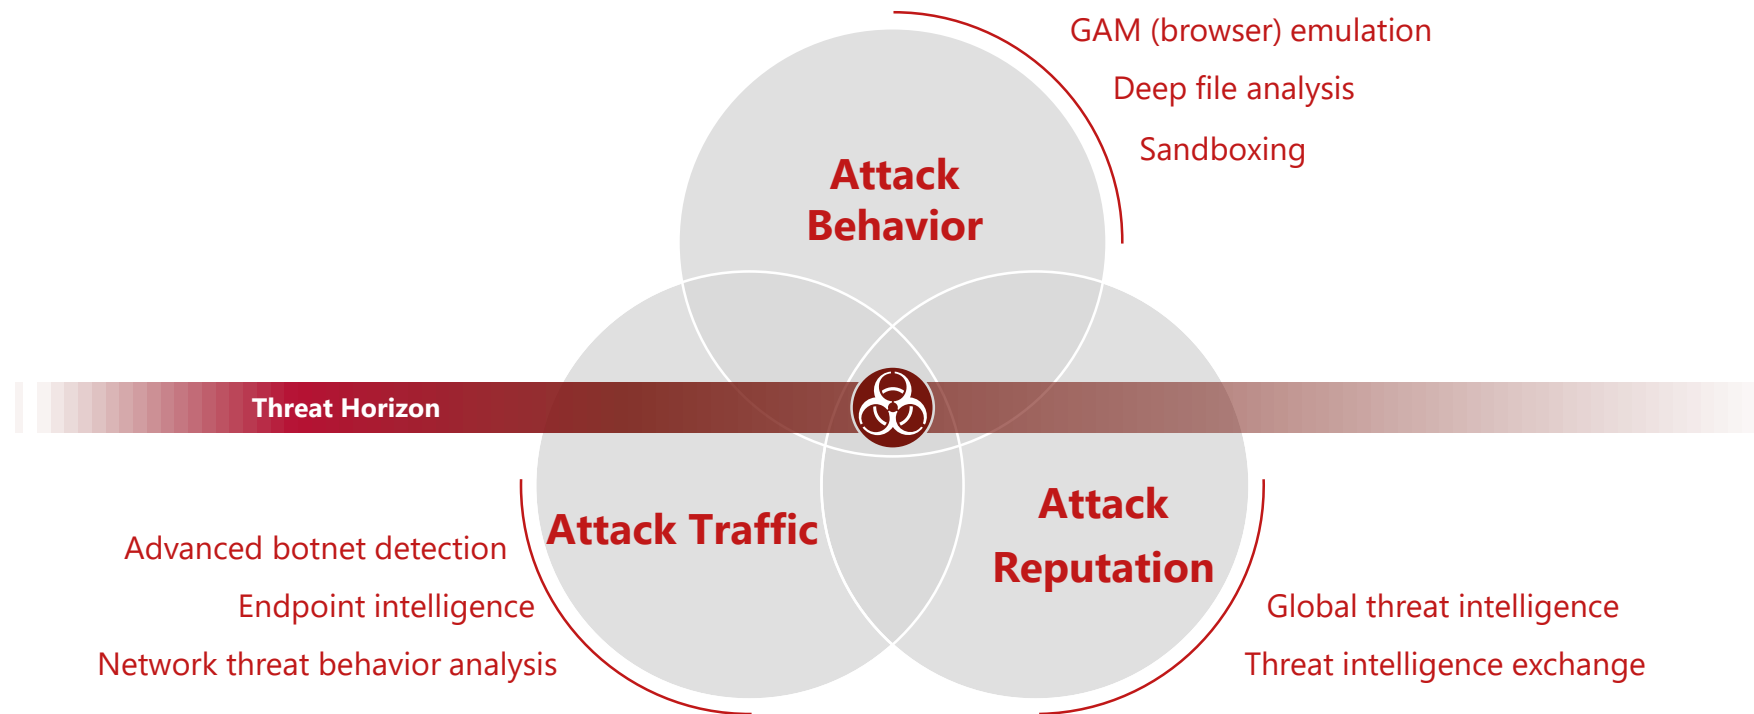 GAM (browser) emulation
Deep file analysis
Sandboxing
Attack
Behavior
Threat Horizon
Attack Traffic
Advanced botnet detection
Endpoint intelligence
Network threat behavior analysis
Attack
Reputation
Global threat intelligence
Threat intelligence exchange